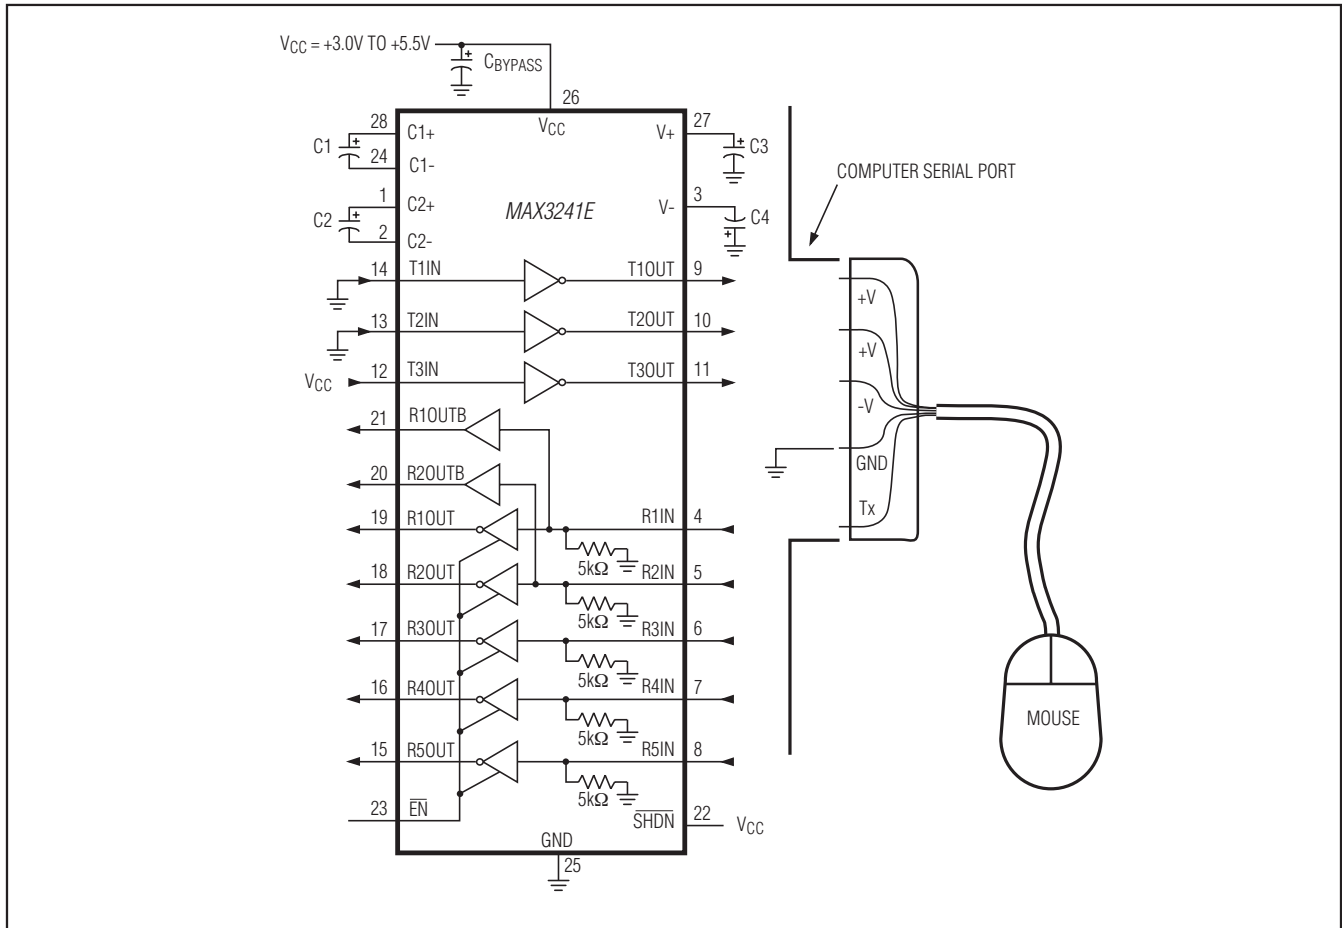 VCC = +3.0V TO +5.5V
+
CBYPASS
26
VCC
28
C1+
C1
+
24
C1-
V+
27
+
C3
1
C2+
C2
+
2
C2-
MAX3241E
V-
3
C4
+
COMPUTER SERIAL PORT
14
T1IN
T1OUT
9
13
T2IN
T2OUT
10
VCC
12
T3IN
T3OUT
11
21
R1OUTB
20
R2OUTB
19
R1OUT
R1IN
4
5kΩ
18
R2OUT
R2IN
5
5kΩ
17
R3OUT
R3IN
6
5kΩ
16
R4OUT
R4IN
7
5kΩ
15
R5OUT
R5IN
8
5kΩ
23
EN
SHDN
22
VCC
GND
25
+V
+V
-V
GND
Tx
MOUSE